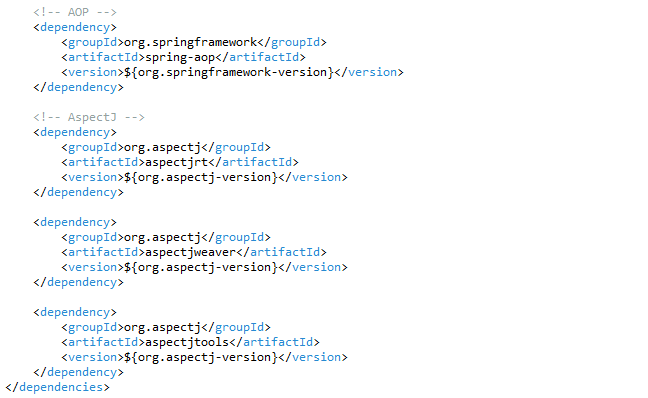 <!-- AOP -->
<dependency>
<groupId>org.springframework</groupId>
<artifactId>spring-aop</artifactId>
<version>${org.springframework-version}</version>
</dependency>
<!-- AspectJ -->
<dependency>
<groupId>org.aspectj</groupId>
<artifactId>aspectjrt</artifactId>
<version>${org.aspectj-version}</version>
</dependency>
<dependency>
<groupId>org.aspectj</groupId>
<artifactId>aspectjweaver</artifactId>
<version>${org.aspectj-version}</version>
</dependency>
<dependency>
<groupId>org.aspectj</groupId>
<artifactId>aspectjtools</artifactId>
<version>${org.aspectj-version}</version>
</dependency>
</dependencies>